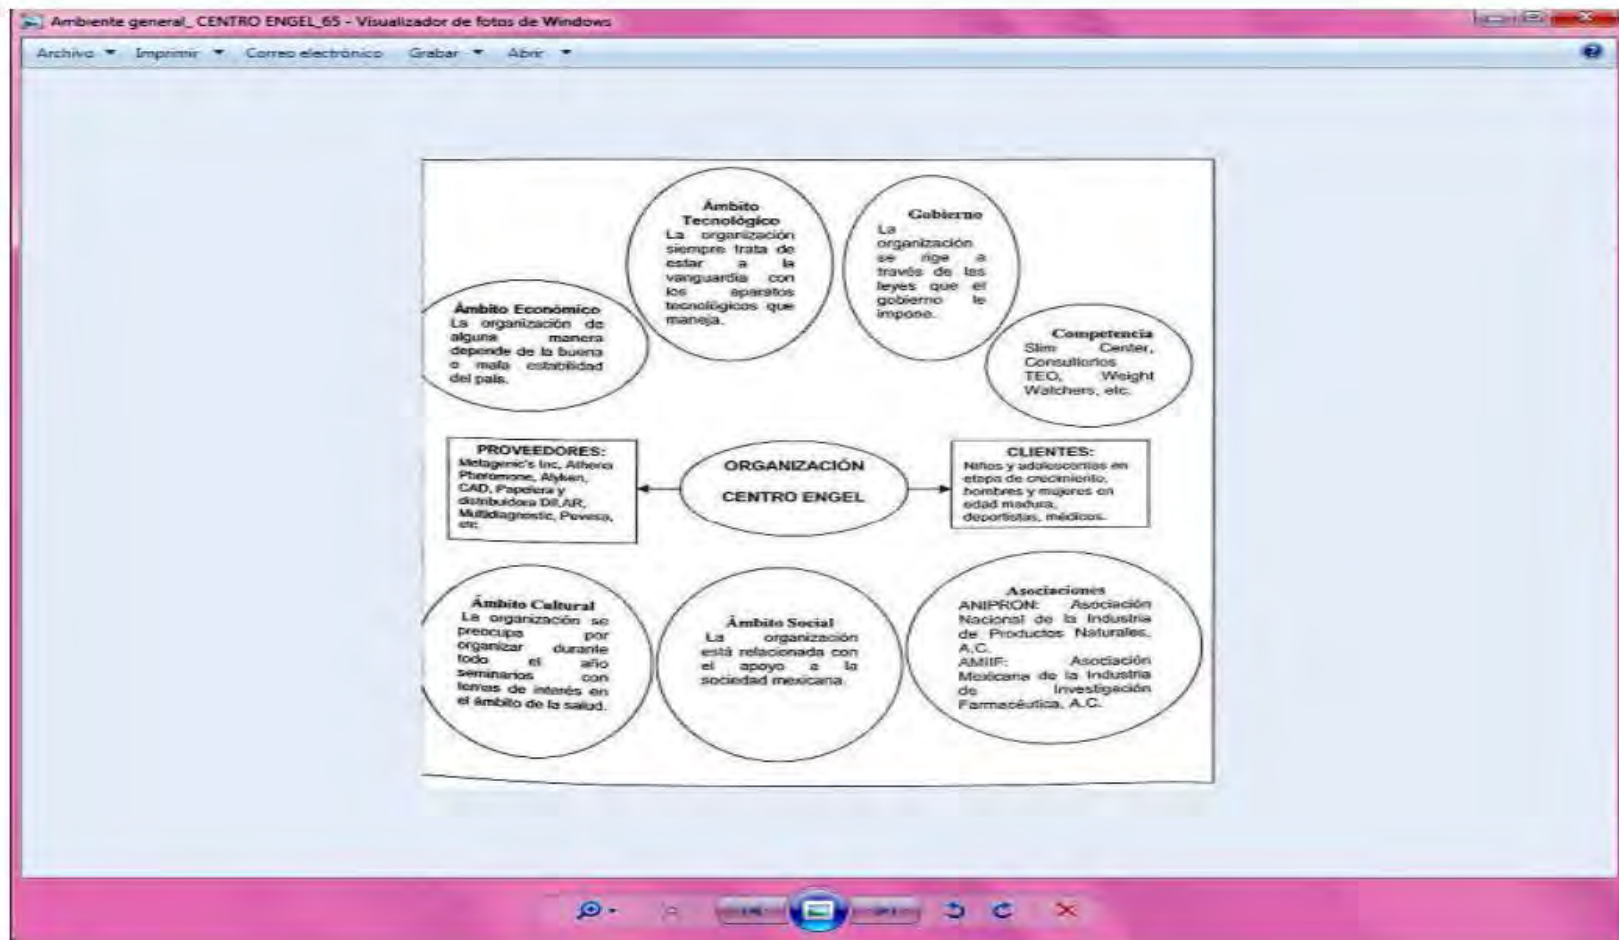 Ambiente general_ CENTRO ENGEL_65 - Visualizador de fotos de Windows
Archivo Imprimir Correo electrónico Grabar Abrir
Ámbito
Tecnológico
La organización
siempre trata de
estar a la
vanguardia con
los aparatos
tecnológicos que
maneja.
Gobierno
La
organización
se rige a
través de las
leyes que el
gobierno le
impone.
Ámbito Económico
La organización de
alguna manera
depende de la buena
o mala estabilidad
del país.
Competencia
Slim Center,
Consultorios
TEO, Weight
Watchers, etc.
PROVEEDORES:
Metagenic's Inc, Athena
Pheromone, Alyken,
CAD, Papelera y
distribuidora DILAR,
Multidiagnostic, Pevesa,
etc.
ORGANIZACIÓN
CENTRO ENGEL
CLIENTES:
Niños y adolescentes en
etapa de crecimiento,
hombres y mujeres en
edad madura,
deportistas, médicos.
Ámbito Cultural
La organización se
preocupa por
organizar durante
todo el año
seminarios con
temas de interés en
el ámbito de la salud.
Ámbito Social
La organización
está relacionada con
el apoyo a la
sociedad mexicana.
Asociaciones
ANIPRON: Asociación
Nacional de la Industria
de Productos Naturales,
A.C.
AMIIF: Asociación
Mexicana de la Industria
de Investigación
Farmacéutica, A.C.